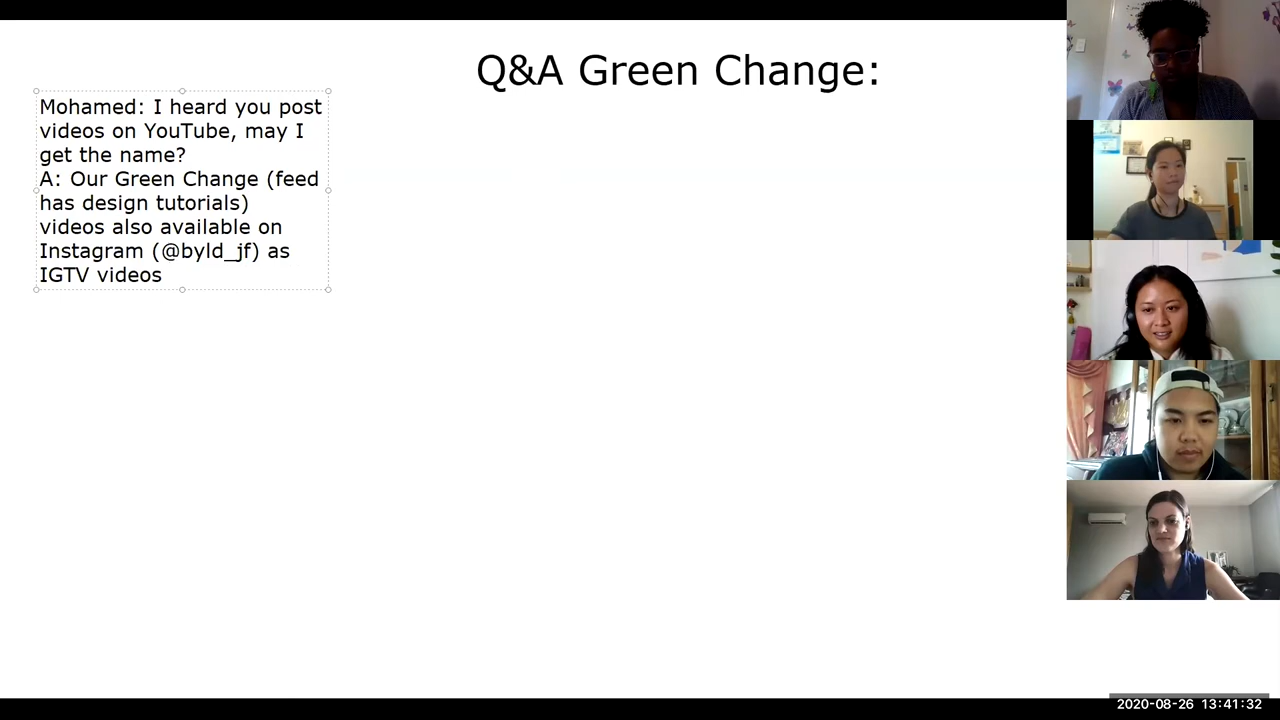 Q&A Green Change:
Mohamed: I heard you post
videos on YouTube, may I
get the name?
A: Our Green Change (feed
has design tutorials)
videos also available on
Instagram (@byld_jf) as
IGTV videos
2020-08-26 13:41:32